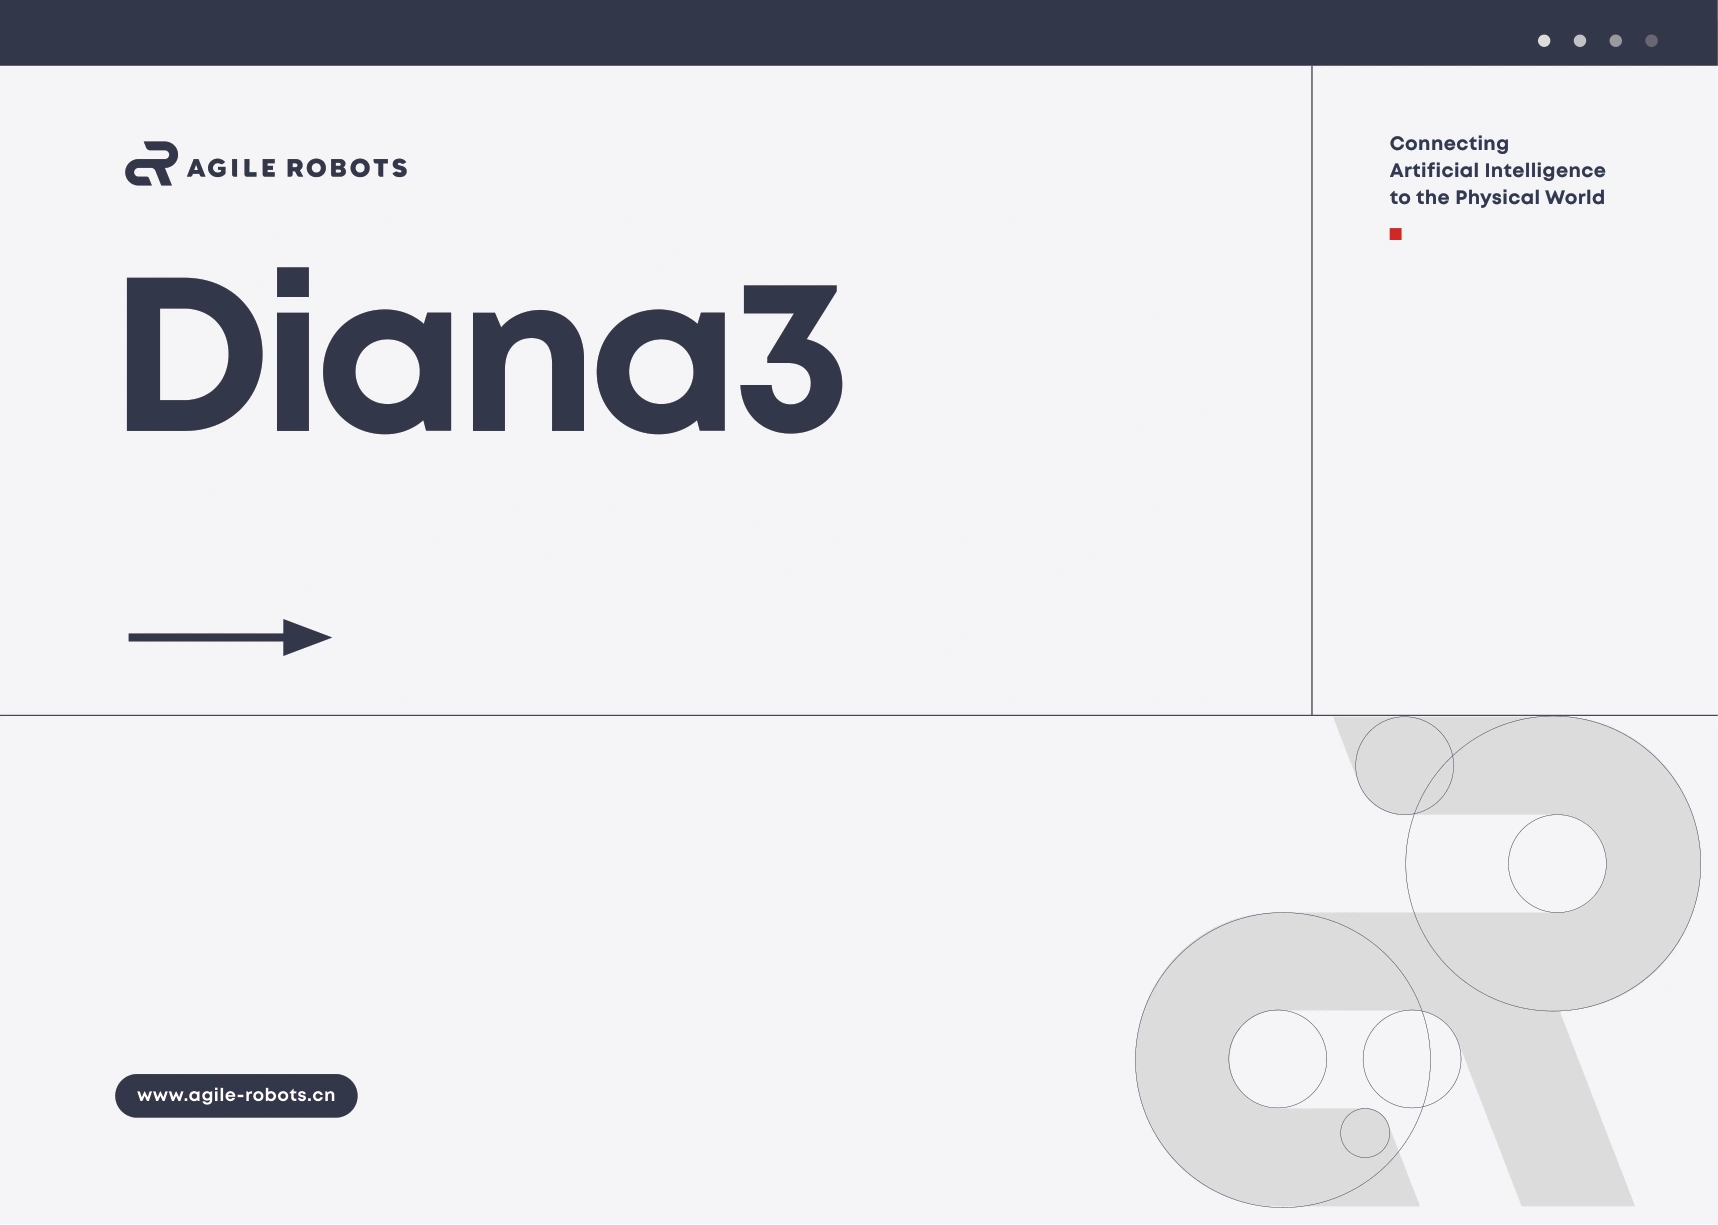 AGILE ROBOTS
Connecting
Artificial Intelligence
to the Physical World
Diana3
www.agile-robots.cn